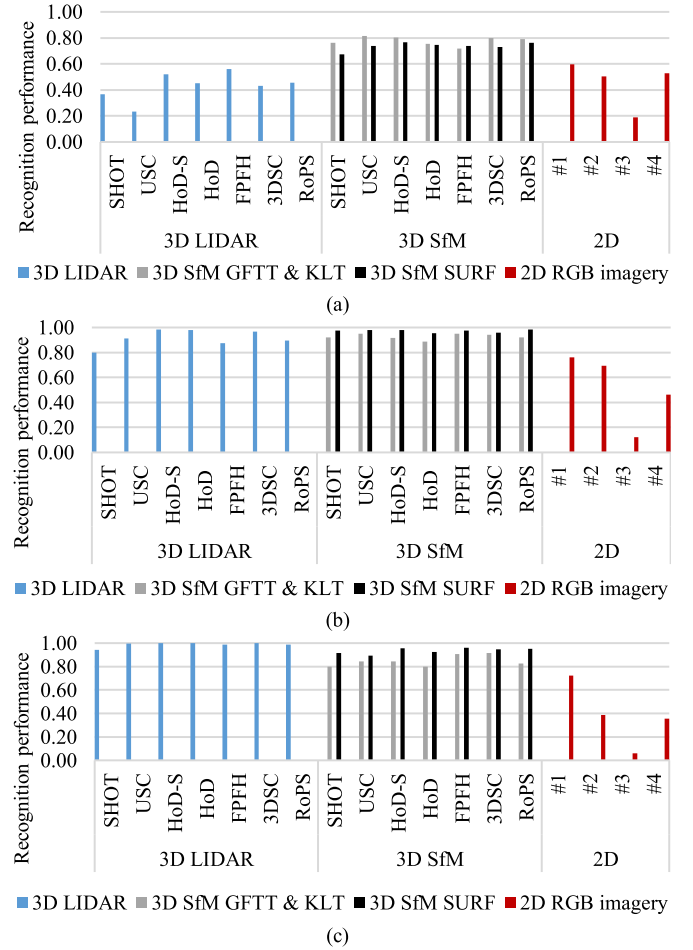 Recognition performance
1.00
0.80
0.60
0.40
0.20
0.00
SHOT USC HoD-S HoD FPFH 3DSC RoPS SHOT USC HoD-S HoD FPFH 3DSC RoPS #1 #2 #3 #4
3D LIDAR 3D SfM 2D
3D LIDAR 3D SfM GFTT & KLT 3D SfM SURF 2D RGB imagery
(a)
Recognition performance
1.00
0.80
0.60
0.40
0.20
0.00
SHOT USC HoD-S HoD FPFH 3DSC RoPS SHOT USC HoD-S HoD FPFH 3DSC RoPS #1 #2 #3 #4
3D LIDAR 3D SfM 2D
3D LIDAR 3D SfM GFTT & KLT 3D SfM SURF 2D RGB imagery
(b)
Recognition performance
1.00
0.80
0.60
0.40
0.20
0.00
SHOT USC HoD-S HoD FPFH 3DSC RoPS SHOT USC HoD-S HoD FPFH 3DSC RoPS #1 #2 #3 #4
3D LIDAR 3D SfM 2D
3D LIDAR 3D SfM GFTT & KLT 3D SfM SURF 2D RGB imagery
(c)